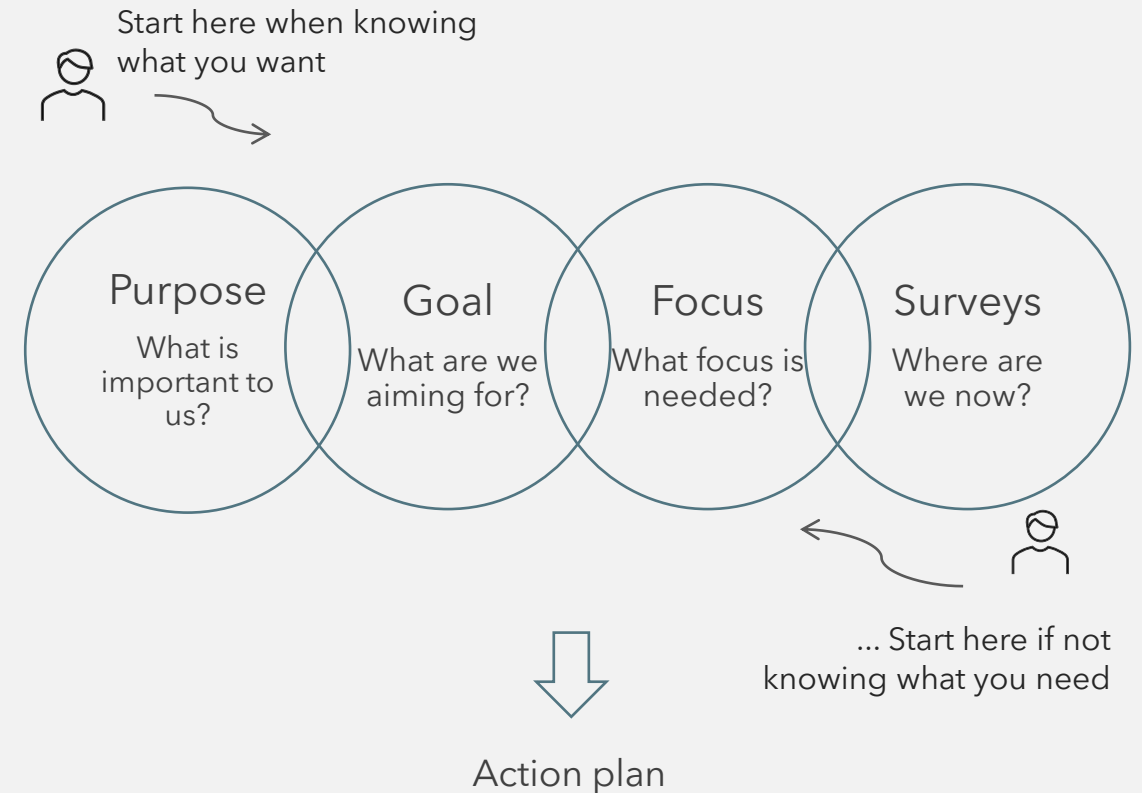 Start here when knowing
what you want
Purpose
What is
important to
us?
Goal
What are we
aiming for?
Focus
What focus is
needed?
Surveys
Where are
we now?
... Start here if not
knowing what you need
Action plan